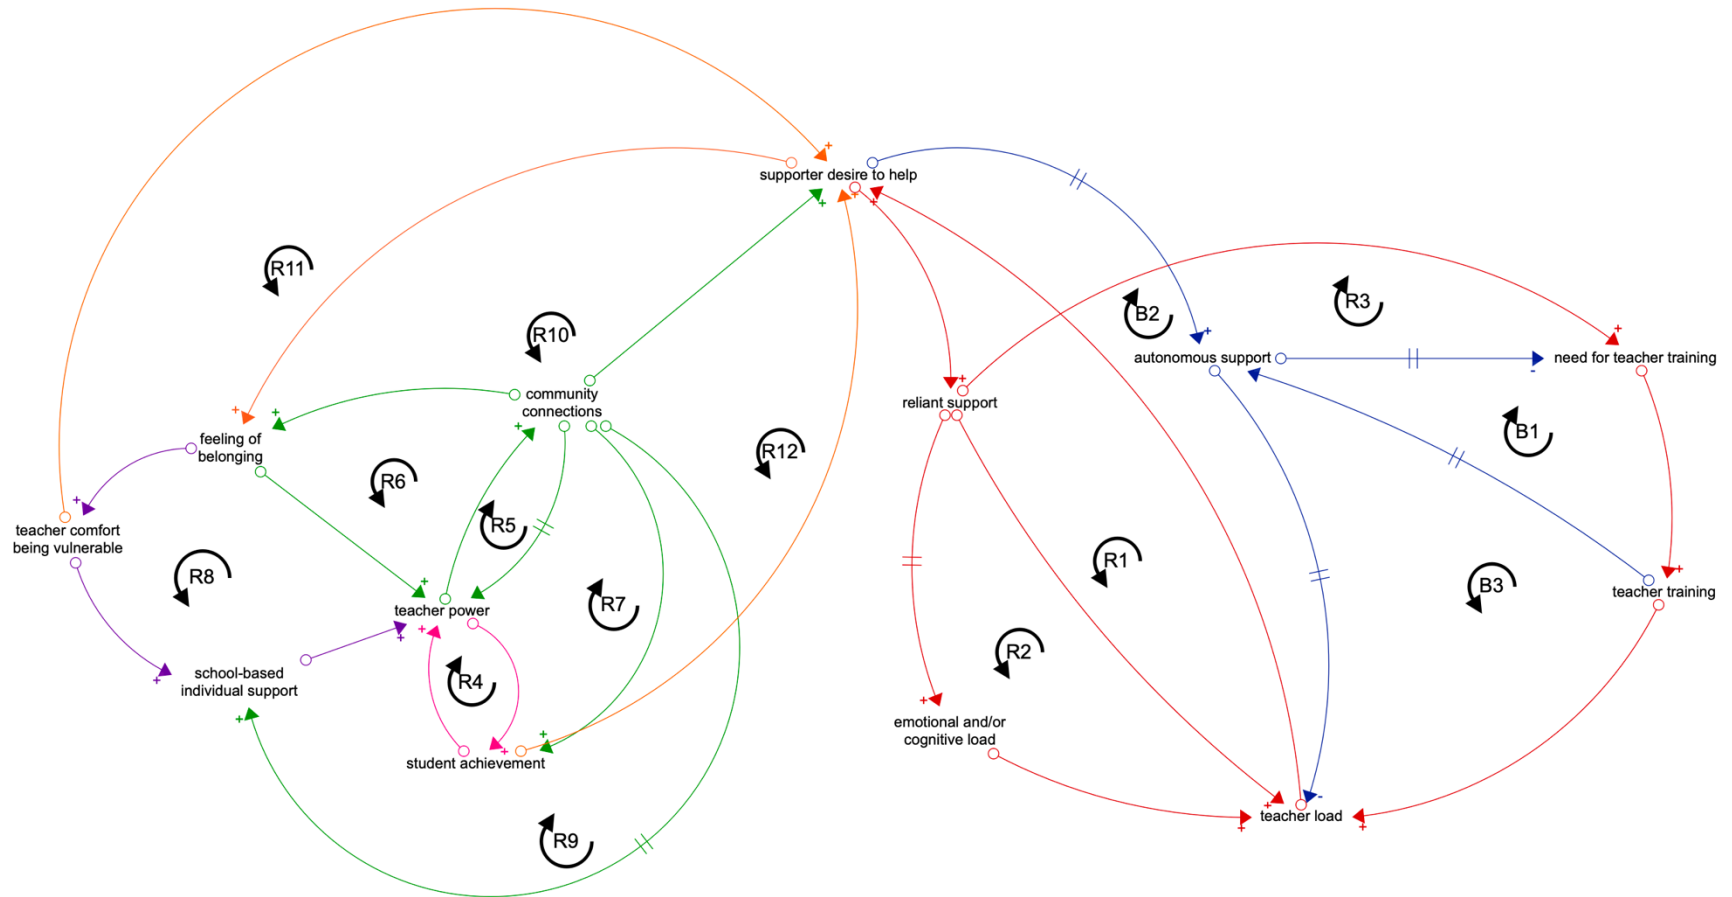 supporter desire to help
R11
R10
B2
R3
autonomous support
need for teacher training
community
connections
reliant support
feeling of
belonging
R12
B1
R6
R5
teacher comfort
being vulnerable
R8
teacher power
R7
R1
B3
teacher training
school-based
individual support
R4
R2
student achievement
emotional and/or
cognitive load
teacher load
R9